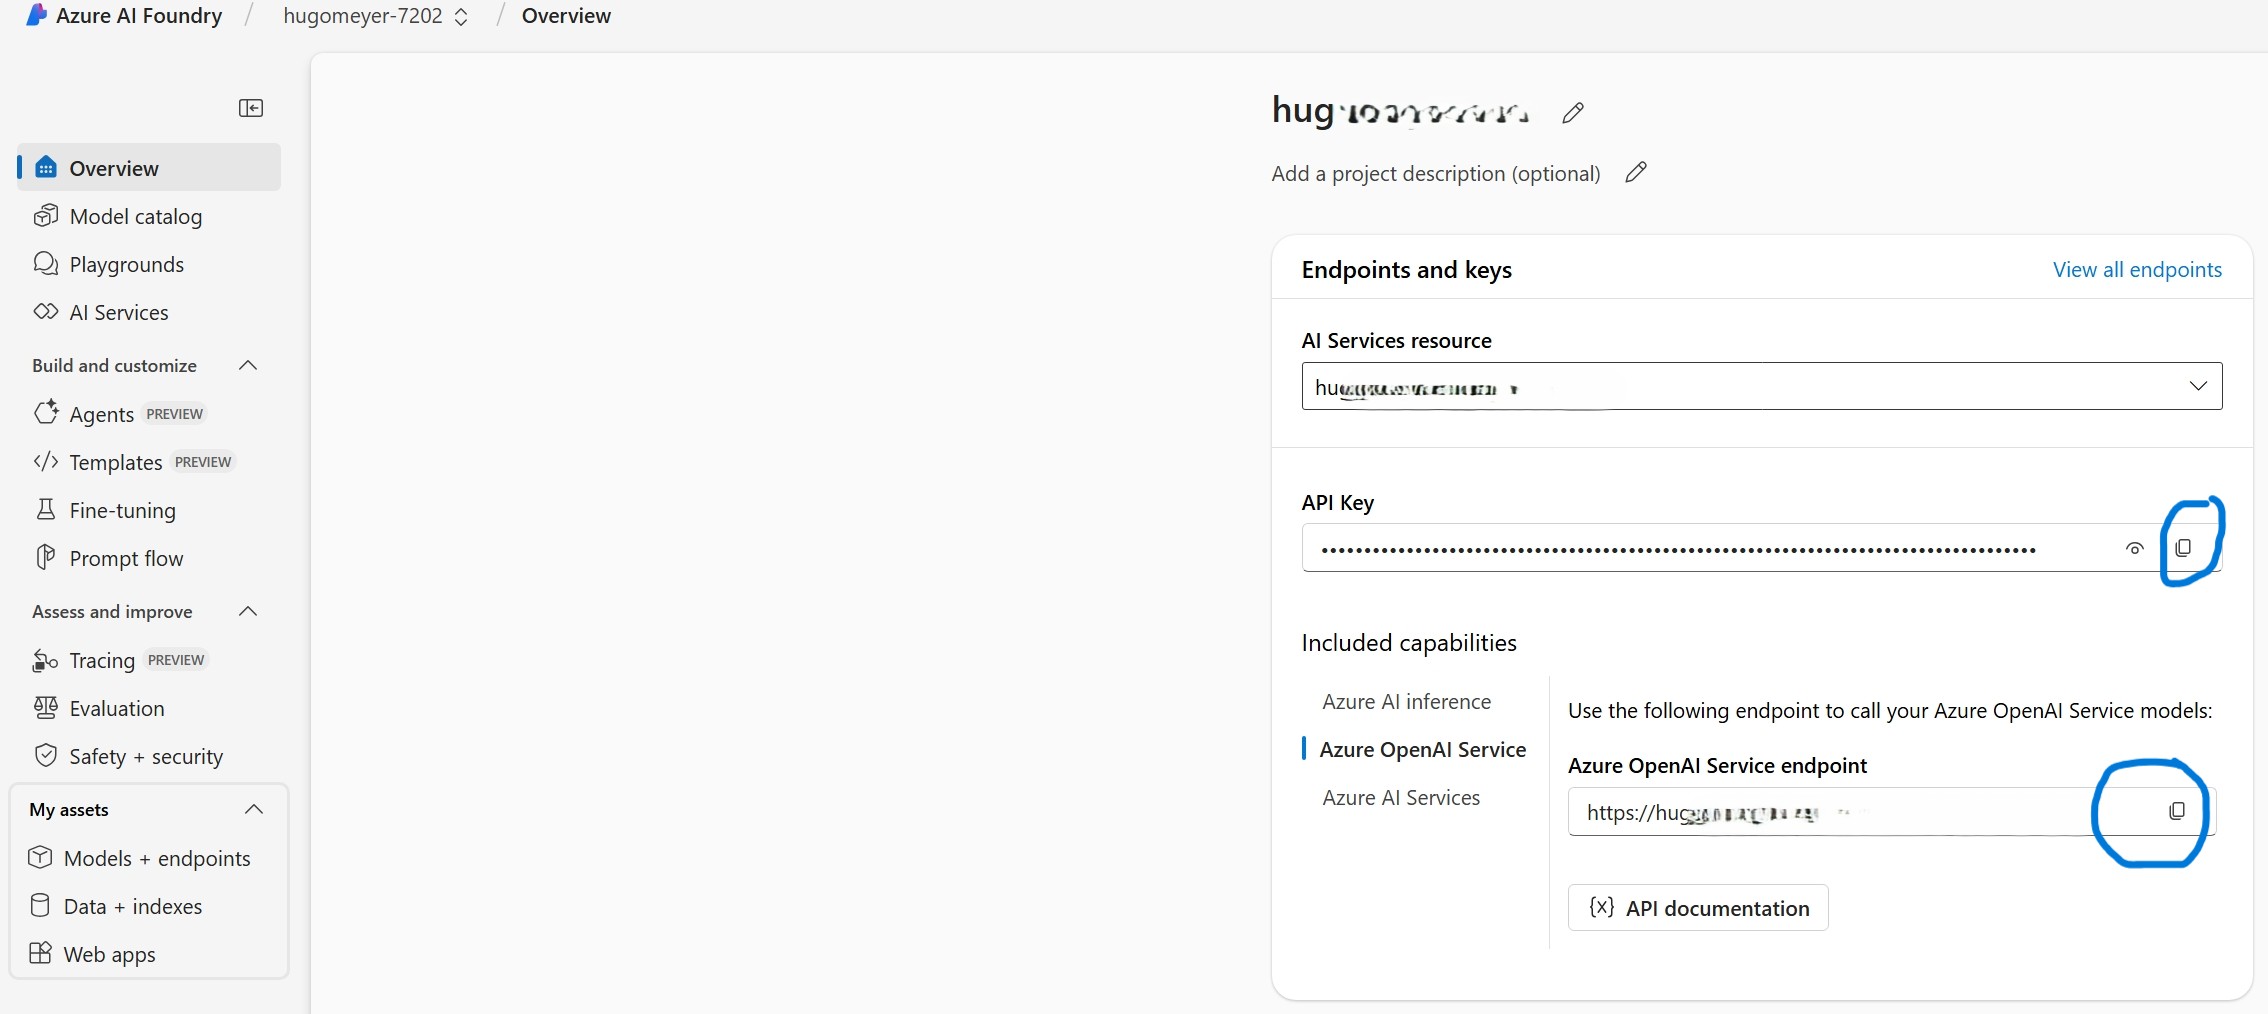 Azure AI Foundry / hugomeyer-7202 / Overview
Overview
Model catalog
Playgrounds
AI Services
Build and customize
Agents PREVIEW
Templates PREVIEW
Fine-tuning
Prompt flow
Assess and improve
Tracing PREVIEW
Evaluation
Safety + security
My assets
Models + endpoints
Data + indexes
Web apps
hug
Add a project description (optional)
Endpoints and keys
View all endpoints
AI Services resource
hu
API Key
Included capabilities
Azure AI inference
Azure OpenAI Service
Azure AI Services
Use the following endpoint to call your Azure OpenAI Service models:
Azure OpenAI Service endpoint
https://hug
API documentation